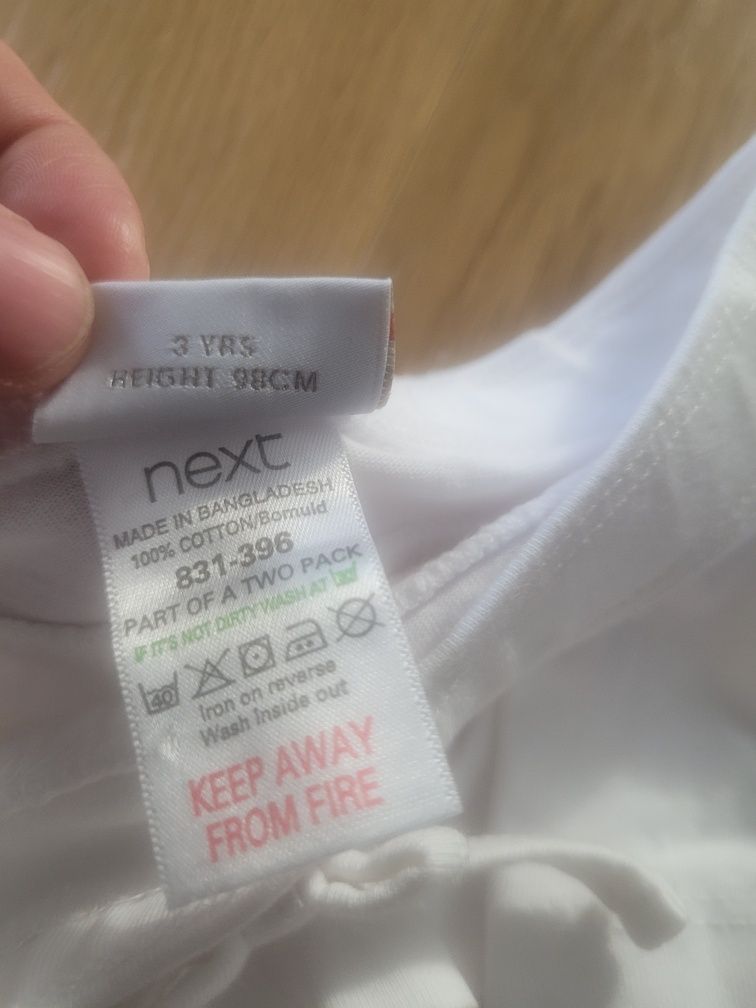 3 YRS
HEIGHT 98CM
next
MADE IN BANGLADESH
100% COTTON/Bomuld
831-396
PART OF A TWO PACK
IF IT'S NOT DIRTY WASH AT
40
Iron on reverse
Wash Inside out
KEEP AWAY
FROM FIRE